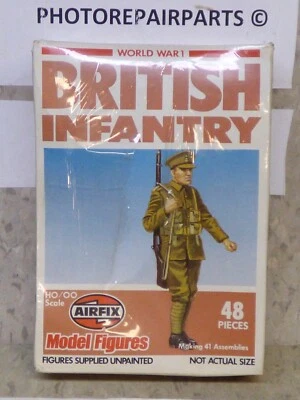 PHOTOREPAIRPARTS ©
WORLD WAR 1
BRITISH
INFANTRY
HO/OO
Scale
AIRFIX
Model Figures
48
PIECES
Making 41 Assemblies
FIGURES SUPPLIED UNPAINTED
NOT ACTUAL SIZE